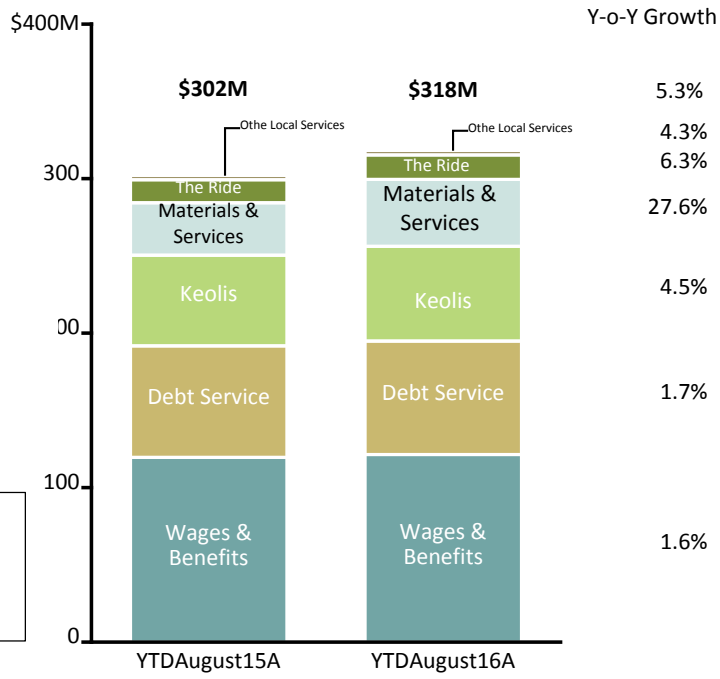 Y-o-Y Growth
$400M
$302M
$318M
5.3%
Othe Local Services
Othe Local Services
4.3%
The Ride
The Ride
6.3%
300
Materials &
Services
Materials &
Services
27.6%
Keolis
Keolis
4.5%
00
Debt Service
Debt Service
1.7%
100
Wages &
Benefits
Wages &
Benefits
1.6%
0
YTDAugust15A
YTDAugust16A